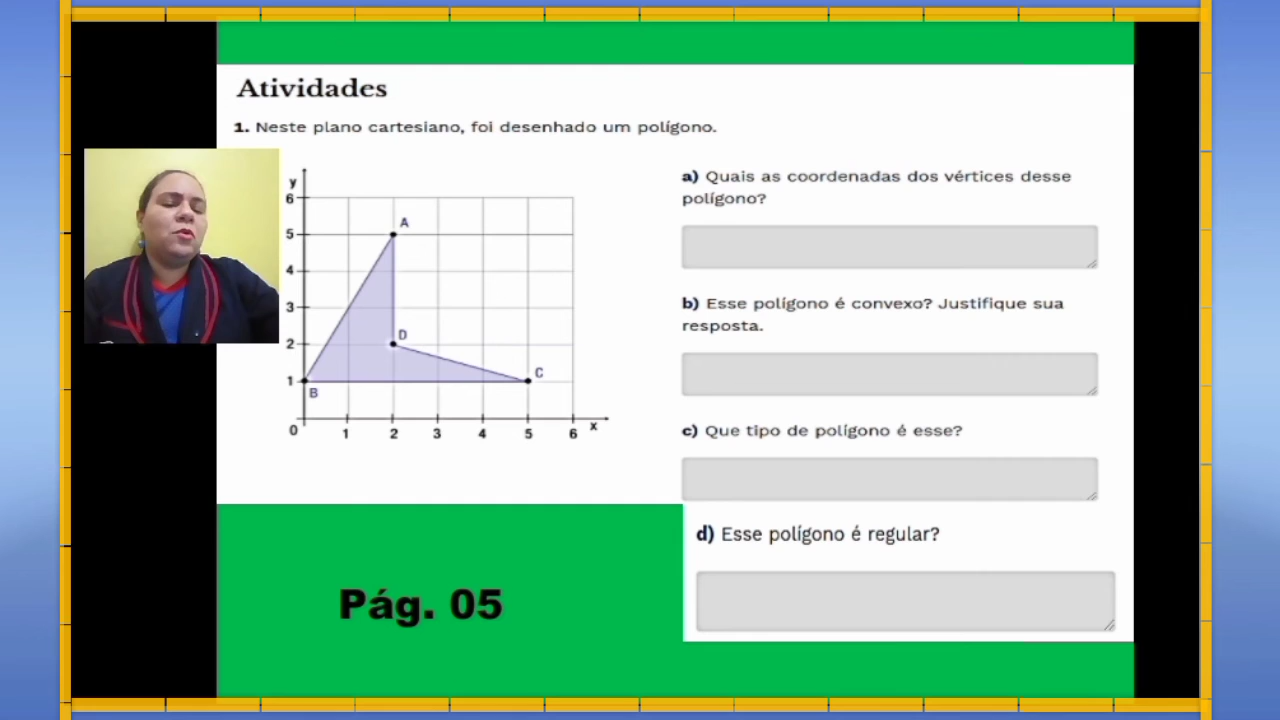 Atividades
1. Neste plano cartesiano, foi desenhado um polígono.
y
6
5
4
3
2
1
0
1 2 3 4 5 6 x
A
D
C
B
a) Quais as coordenadas dos vértices desse
polígono?
b) Esse polígono é convexo? Justifique sua
resposta.
c) Que tipo de polígono é esse?
d) Esse polígono é regular?
Pág. 05